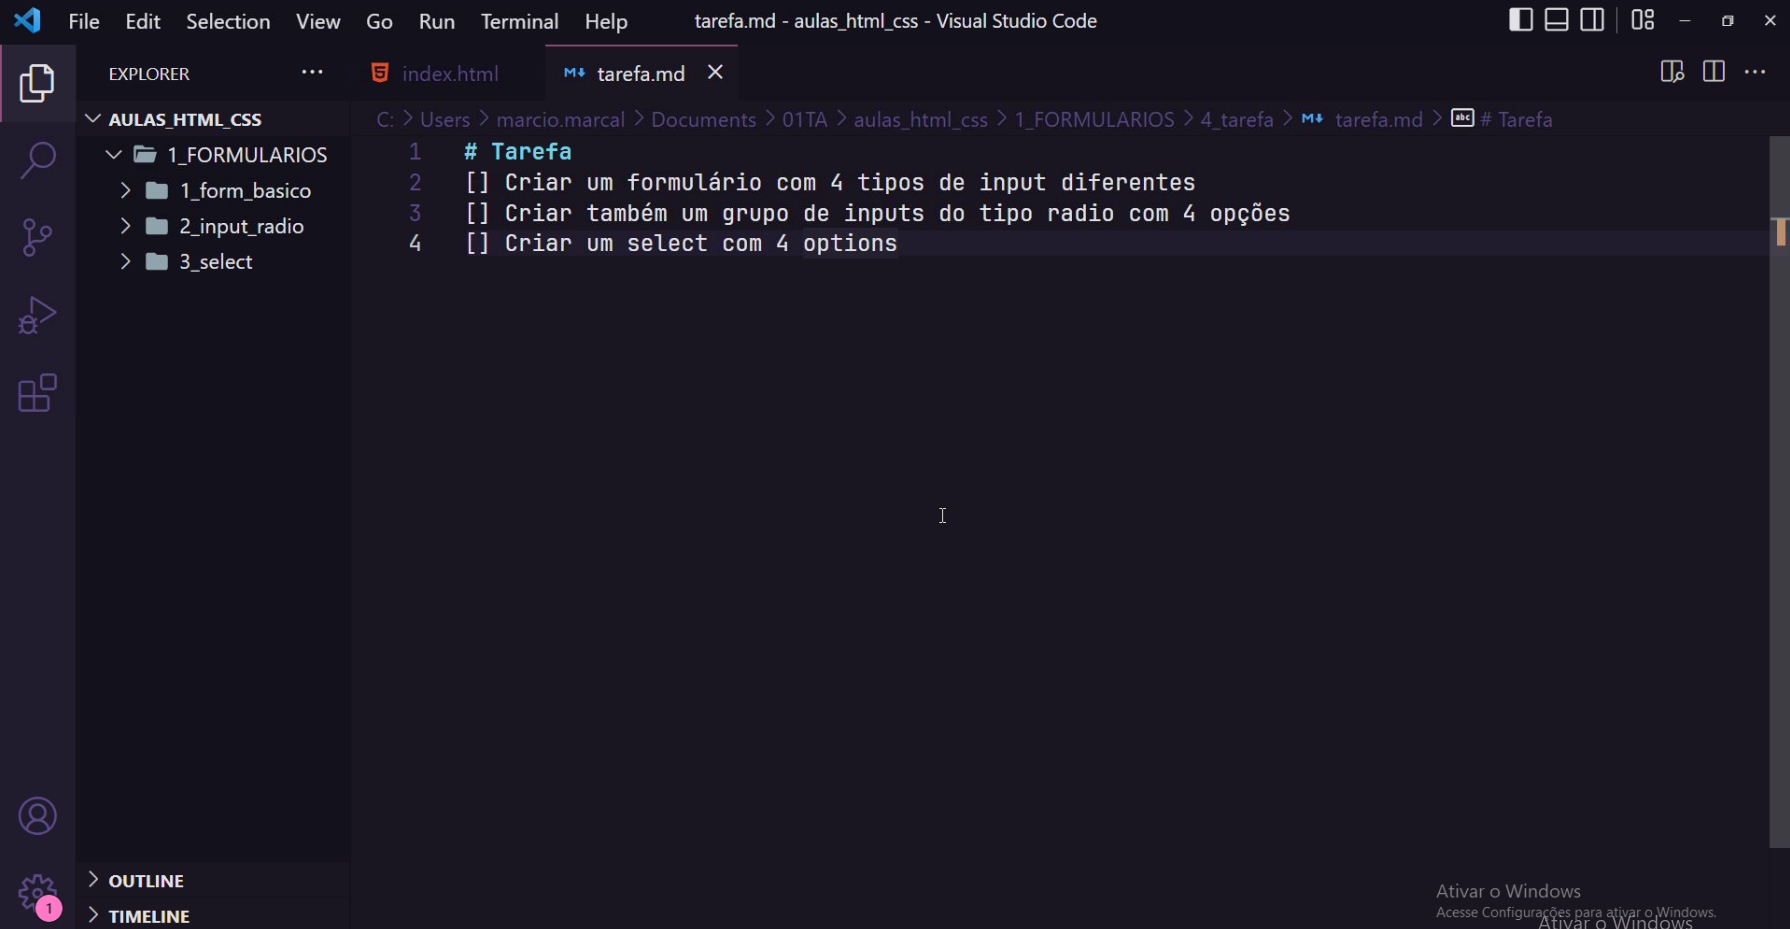 File Edit Selection View Go Run Terminal Help tarefa.md - aulas_html_css - Visual Studio Code
EXPLORER
index.html
tarefa.md
AULAS_HTML_CSS
C: > Users > marcio.marcal > Documents > 01TA > aulas_html_css > 1_FORMULARIOS > 4_tarefa > tarefa.md > # Tarefa
1_FORMULARIOS
1_form_basico
2_input_radio
3_select
1 # Tarefa
2 [] Criar um formulário com 4 tipos de input diferentes
3 [] Criar também um grupo de inputs do tipo radio com 4 opções
4 [] Criar um select com 4 options
1
OUTLINE
TIMELINE
Ativar o Windows
Acesse Configurações para ativar o Windows.
Ativar o Windows